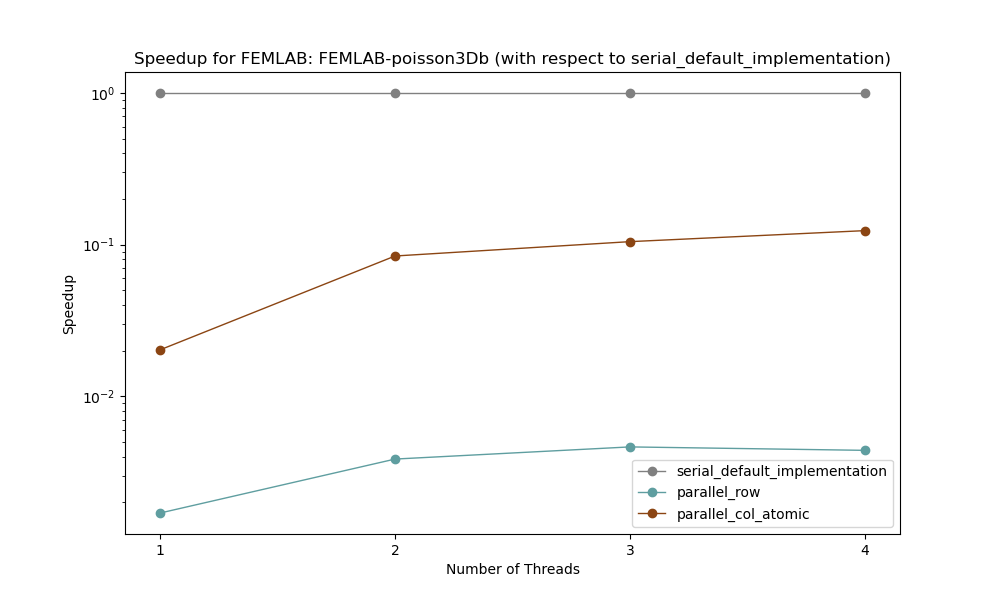 Speedup for FEMLAB: FEMLAB-poisson3Db (with respect to serial_default_implementation)
Speedup
10⁰
10⁻¹
10⁻²
serial_default_implementation
parallel_row
parallel_col_atomic
1 2 3 4
Number of Threads